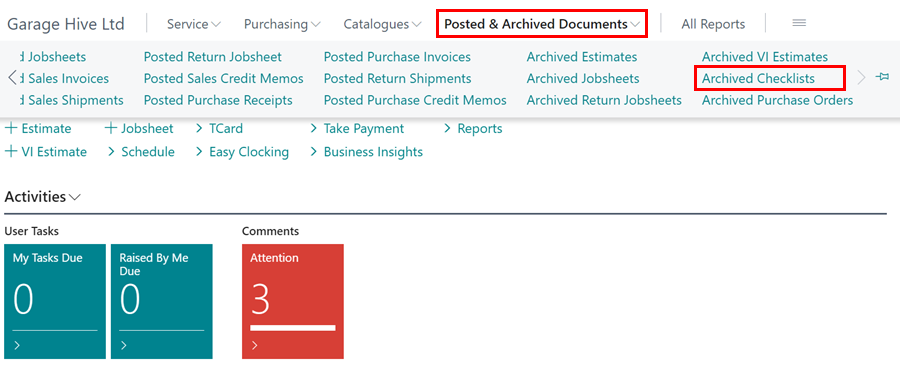 Garage Hive Ltd Service Purchasing Catalogues Posted & Archived Documents All Reports
d Jobsheets Posted Return Jobsheet Posted Purchase Invoices Archived Estimates Archived VI Estimates
d Sales Invoices Posted Sales Credit Memos Posted Return Shipments Archived Jobsheets Archived Checklists
d Sales Shipments Posted Purchase Receipts Posted Purchase Credit Memos Archived Return Jobsheets Archived Purchase Orders
+ Estimate + Jobsheet > TCard > Take Payment > Reports
+ VI Estimate > Schedule > Easy Clocking > Business Insights
Activities
User Tasks Comments
My Tasks Due Raised By Me Due Attention
0 0 3